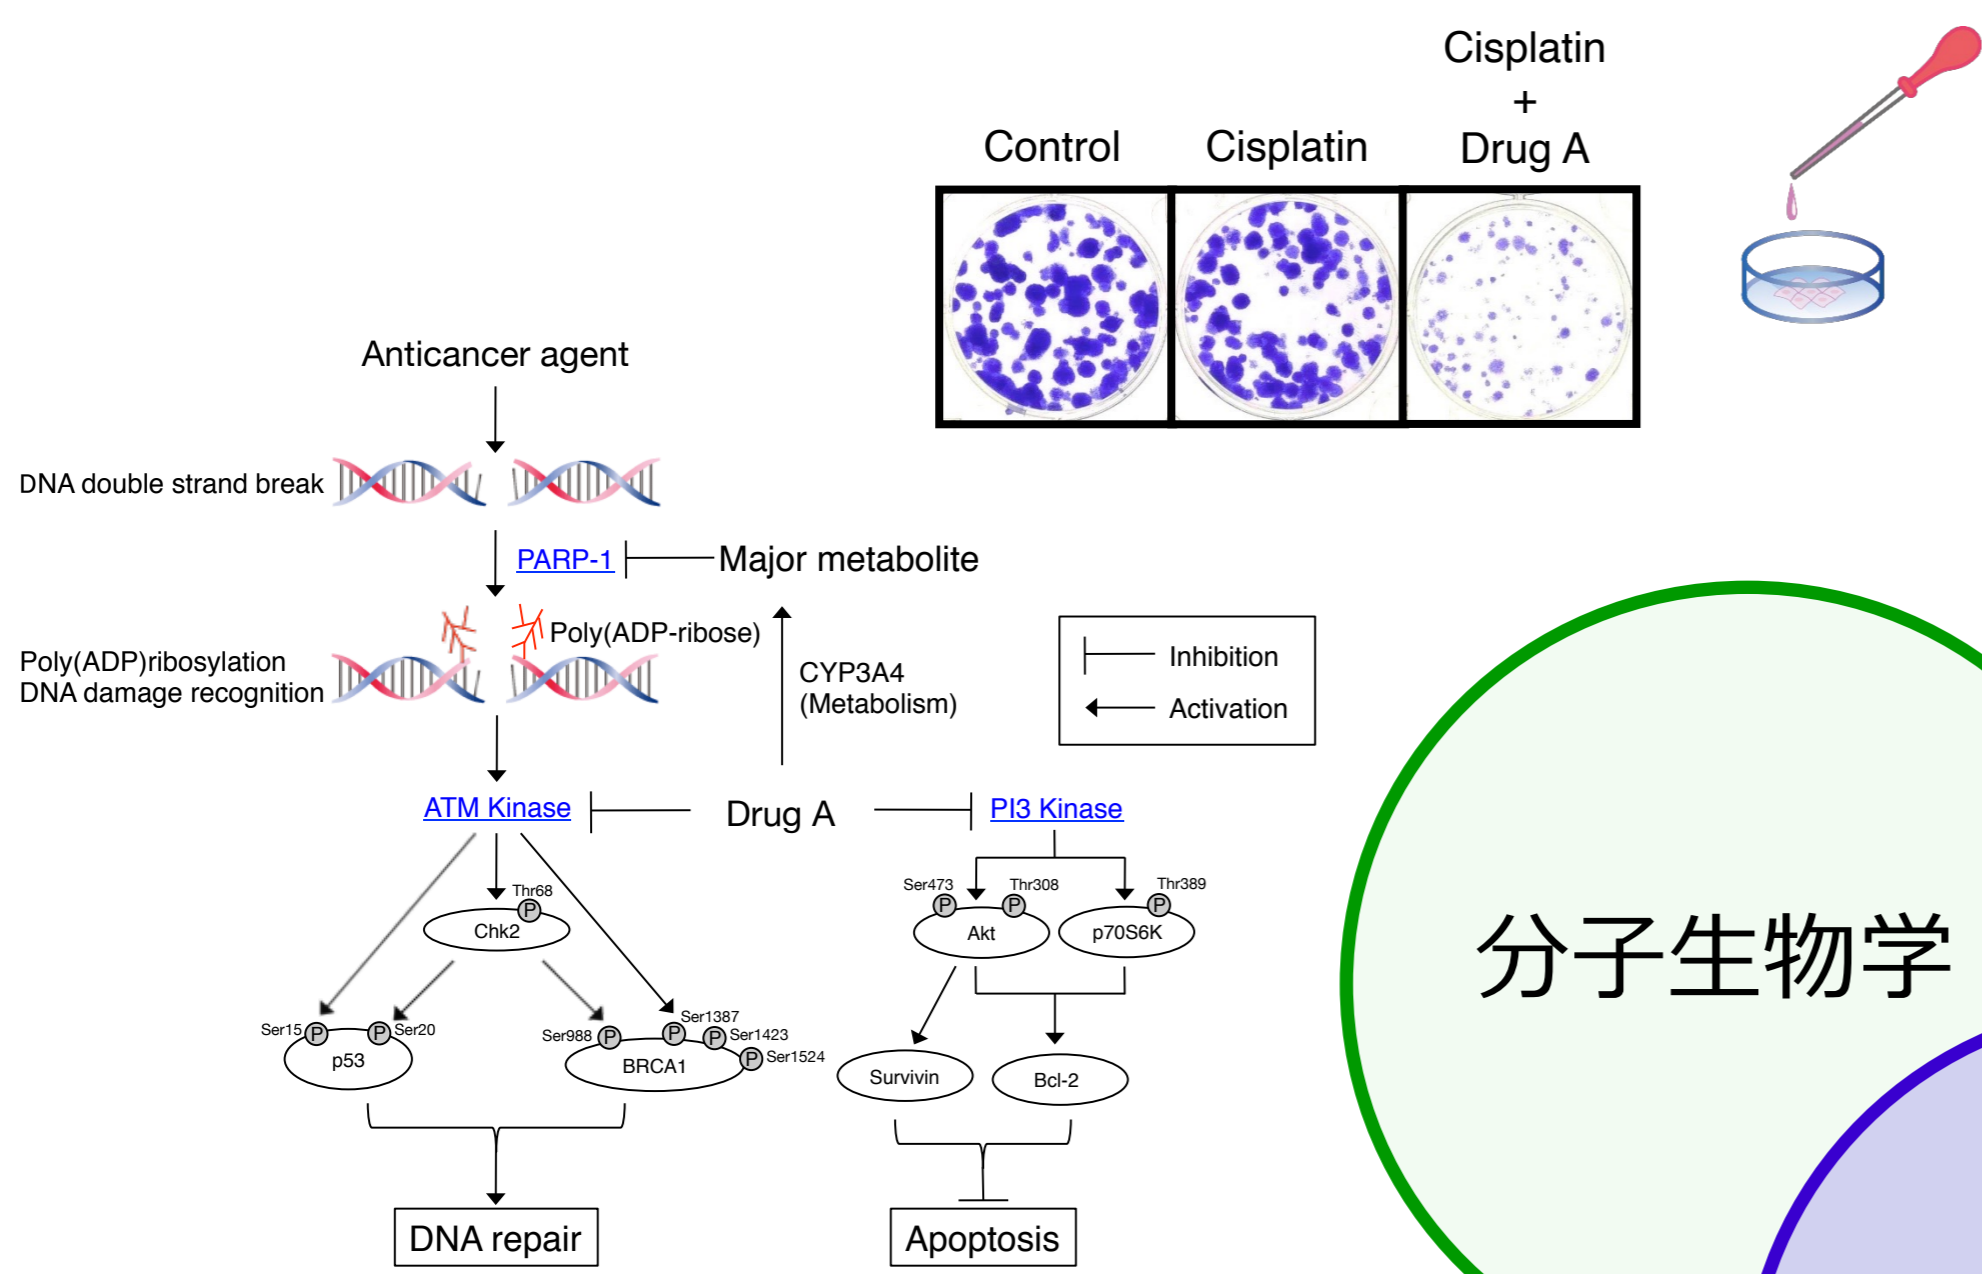 Cisplatin
+
Drug A
Control
Cisplatin
Anticancer agent
DNA double strand break
PARP-1
Major metabolite
Poly(ADP-ribose)
Poly(ADP)ribosylation
DNA damage recognition
CYP3A4
(Metabolism)
Inhibition
Activation
ATM Kinase
Drug A
PI3 Kinase
Thr68
P
Chk2
Ser473
P
Thr308
P
Akt
Thr389
P
p70S6K
Ser15
P
P
Ser20
p53
Ser988
P
P
Ser1387
P
Ser1423
P
Ser1524
BRCA1
Survivin
Bcl-2
DNA repair
Apoptosis
分子生物学